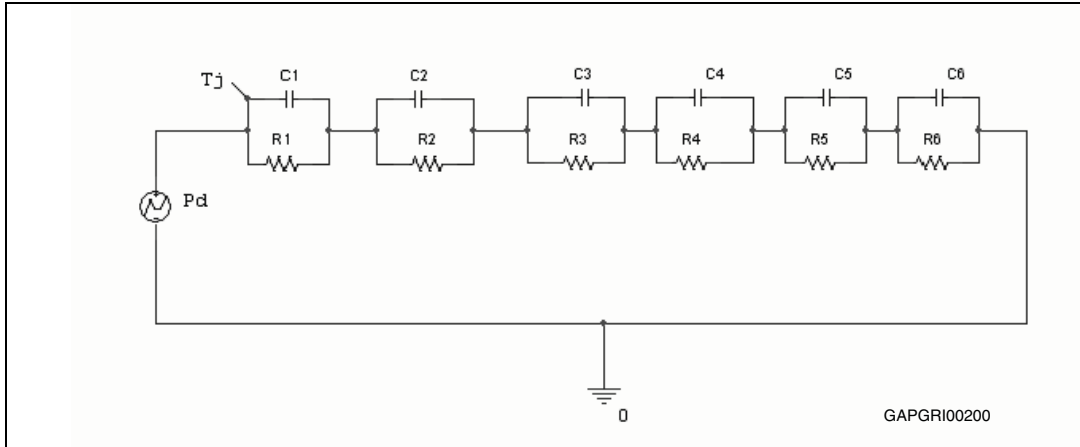 Tj C1 C2 C3 C4 C5 C6
R1 R2 R3 R4 R5 R6
Pd
0
GAPGRI00200